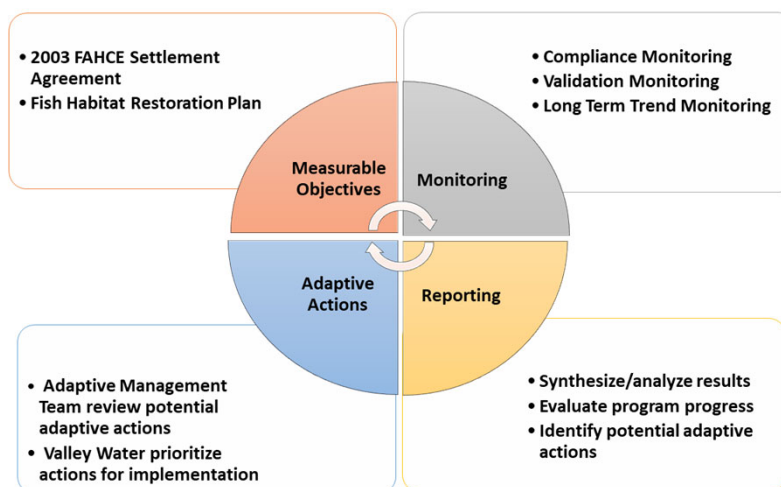 • 2003 FAHCE Settlement
Agreement
• Fish Habitat Restoration Plan
• Compliance Monitoring
• Validation Monitoring
• Long Term Trend Monitoring
Measurable
Objectives
Monitoring
Adaptive
Actions
Reporting
• Adaptive Management
Team review potential
adaptive actions
• Valley Water prioritize
actions for implementation
• Synthesize/analyze results
• Evaluate program progress
• Identify potential adaptive
actions